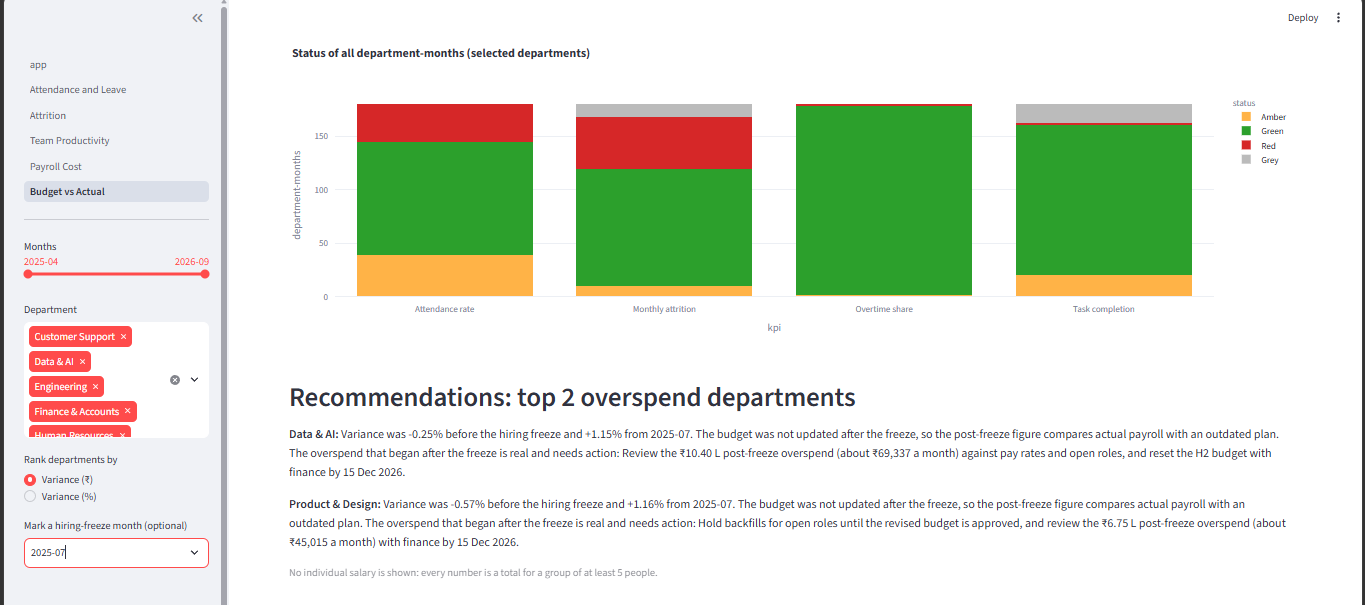 Deploy
app
Attendance and Leave
Attrition
Team Productivity
Payroll Cost
Budget vs Actual
Months
2025-04 2026-09
Department
Customer Support ×
Data & AI ×
Engineering ×
Finance & Accounts ×
Human Resources ×
Rank departments by
Variance (₹)
Variance (%)
Mark a hiring-freeze month (optional)
2025-07
Status of all department-months (selected departments)
department-months
150
100
50
0
Attendance rate Monthly attrition Overtime share Task completion
kpi
status
Amber
Green
Red
Grey
Recommendations: top 2 overspend departments
Data & AI: Variance was -0.25% before the hiring freeze and +1.15% from 2025-07. The budget was not updated after the freeze, so the post-freeze figure compares actual payroll with an outdated plan.
The overspend that began after the freeze is real and needs action: Review the ₹10.40 L post-freeze overspend (about ₹69,337 a month) against pay rates and open roles, and reset the H2 budget with
finance by 15 Dec 2026.
Product & Design: Variance was -0.57% before the hiring freeze and +1.16% from 2025-07. The budget was not updated after the freeze, so the post-freeze figure compares actual payroll with an
outdated plan. The overspend that began after the freeze is real and needs action: Hold backfills for open roles until the revised budget is approved, and review the ₹6.75 L post-freeze overspend (about
₹45,015 a month) with finance by 15 Dec 2026.
No individual salary is shown: every number is a total for a group of at least 5 people.